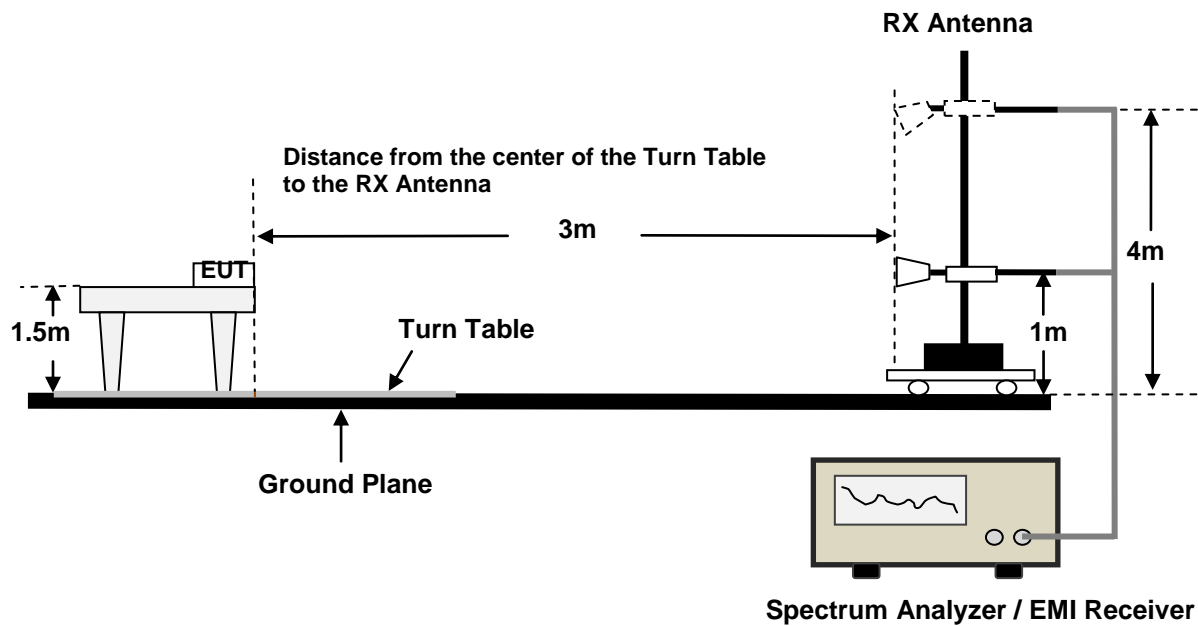 RX Antenna
Distance from the center of the Turn Table
to the RX Antenna
3m
4m
EUT
1.5m
Turn Table
1m
Ground Plane
Spectrum Analyzer / EMI Receiver